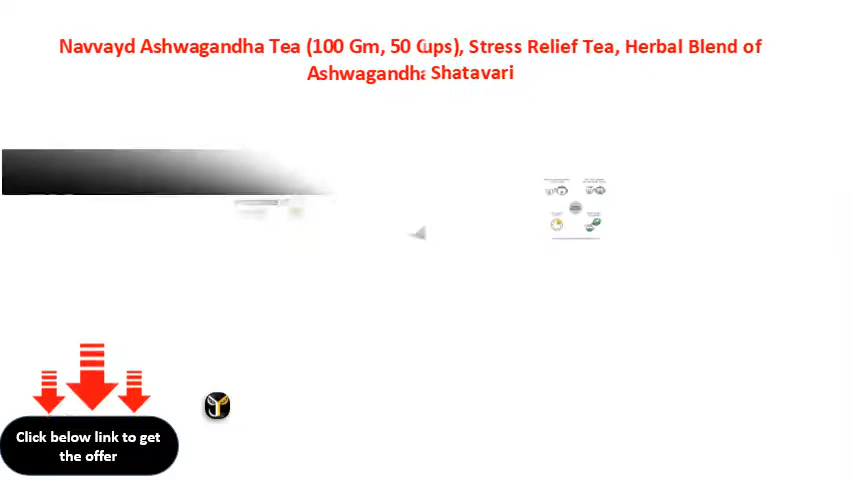 Navvayd Ashwagandha Tea (100 Gm, 50 Cups), Stress Relief Tea, Herbal Blend of
Ashwagandha Shatavari
Click below link to get
the offer